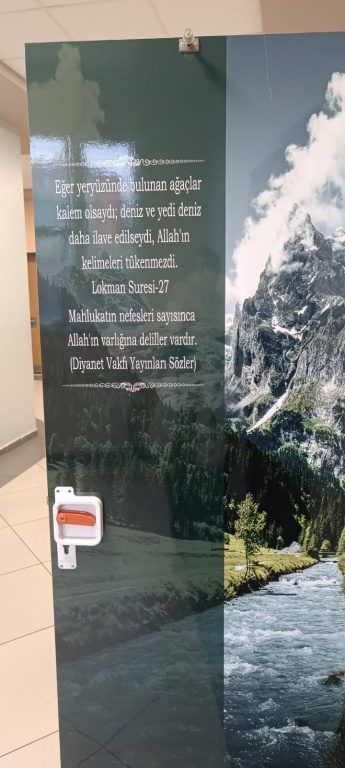 Eğer yeryüzünde bulunan ağaçlar
kalem olsaydı; deniz ve yedi deniz
daha ilave edilseydi, Allah'ın
kelimeleri tükenmezdi.
Lokman Suresi-27
Mahlukatın nefesleri sayısınca
Allah'ın varlığına deliller vardır.
(Diyanet Vakfı Yayınları Sözler)